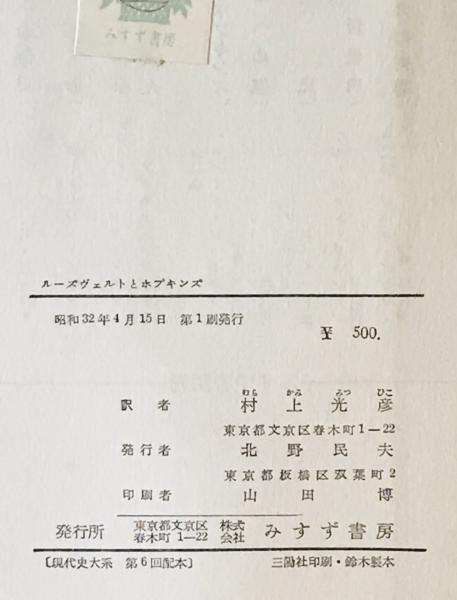 みすず書房
ルーズヴェルトとホプキンズ
昭和32年4月15日 第1刷発行
¥ 500.
むら かみ みつ ひこ
訳者 村上光彦
東京都文京区春木町1―22
発行者 北野民夫
東京都板橋区双葉町2
印刷者 山田博
発行所 東京都文京区春木町1―22 株式会社 みすず書房
〔現代史大系 第6回配本〕 三陽社印刷・鈴木製本